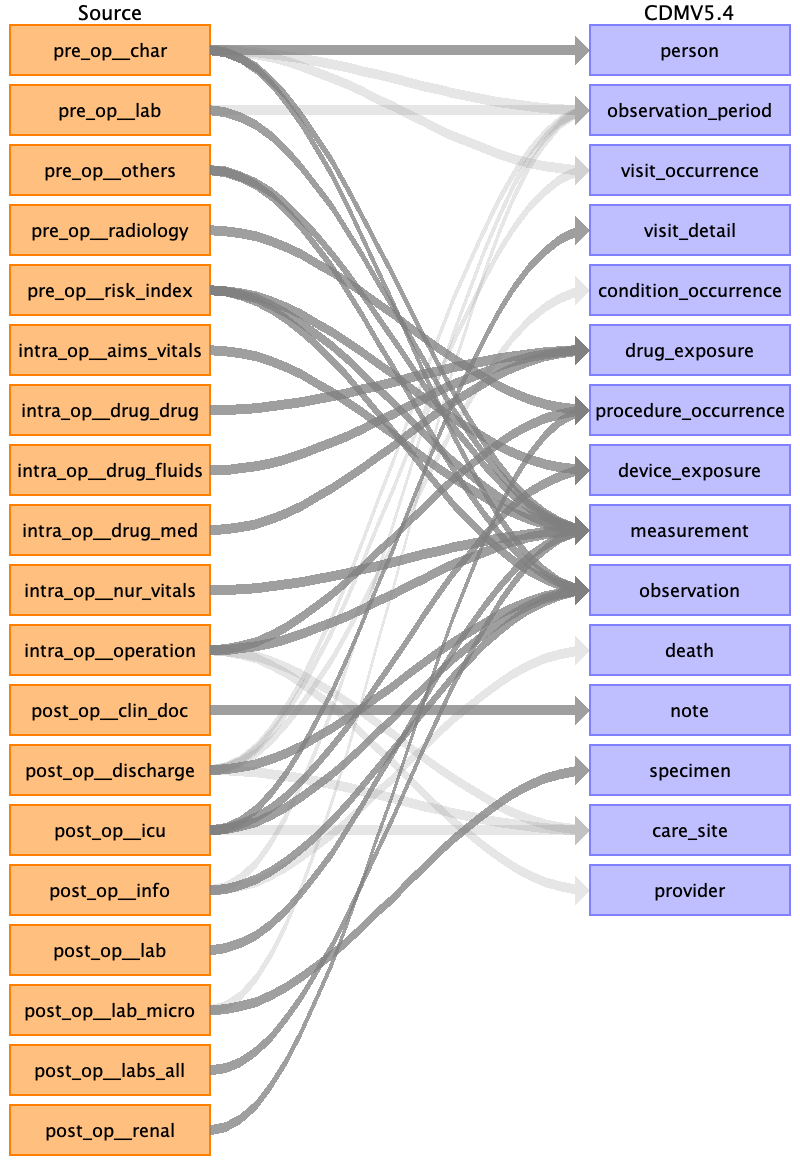 Source CDMV5.4
pre_op__char person
pre_op__lab observation_period
pre_op__others visit_occurrence
pre_op__radiology visit_detail
pre_op__risk_index condition_occurrence
intra_op__aims_vitals drug_exposure
intra_op__drug_drug procedure_occurrence
intra_op__drug_fluids device_exposure
intra_op__drug_med measurement
intra_op__nur_vitals observation
intra_op__operation death
post_op__clin_doc note
post_op__discharge specimen
post_op__icu care_site
post_op__info provider
post_op__lab
post_op__lab_micro
post_op__labs_all
post_op__renal